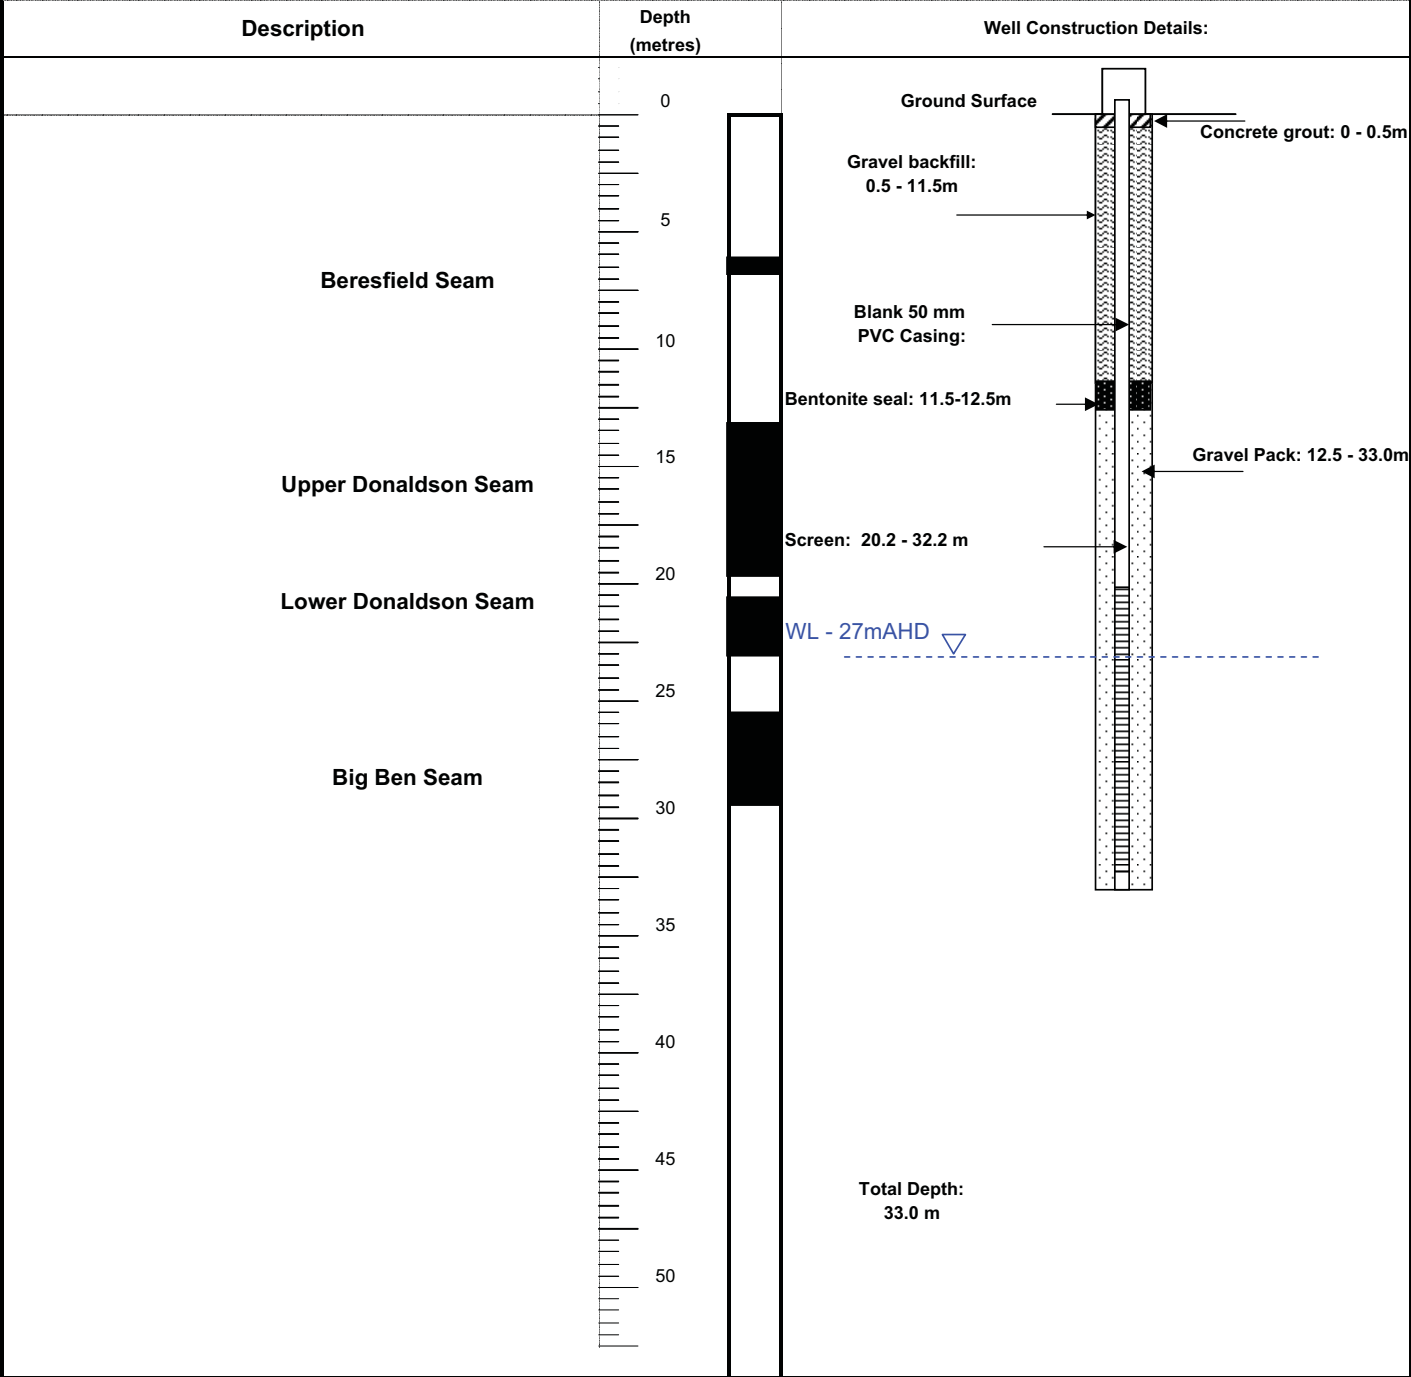 Description
Depth
(metres)
Well Construction Details:
0
Ground Surface
Concrete grout: 0 - 0.5m
Gravel backfill:
0.5 - 11.5m
5
Beresfield Seam
Blank 50 mm
PVC Casing:
10
Bentonite seal: 11.5-12.5m
15
Gravel Pack: 12.5 - 33.0m
Upper Donaldson Seam
Screen:  20.2 - 32.2 m
20
Lower Donaldson Seam
WL - 27mAHD
25
Big Ben Seam
30
35
40
45
Total Depth:
33.0 m
50